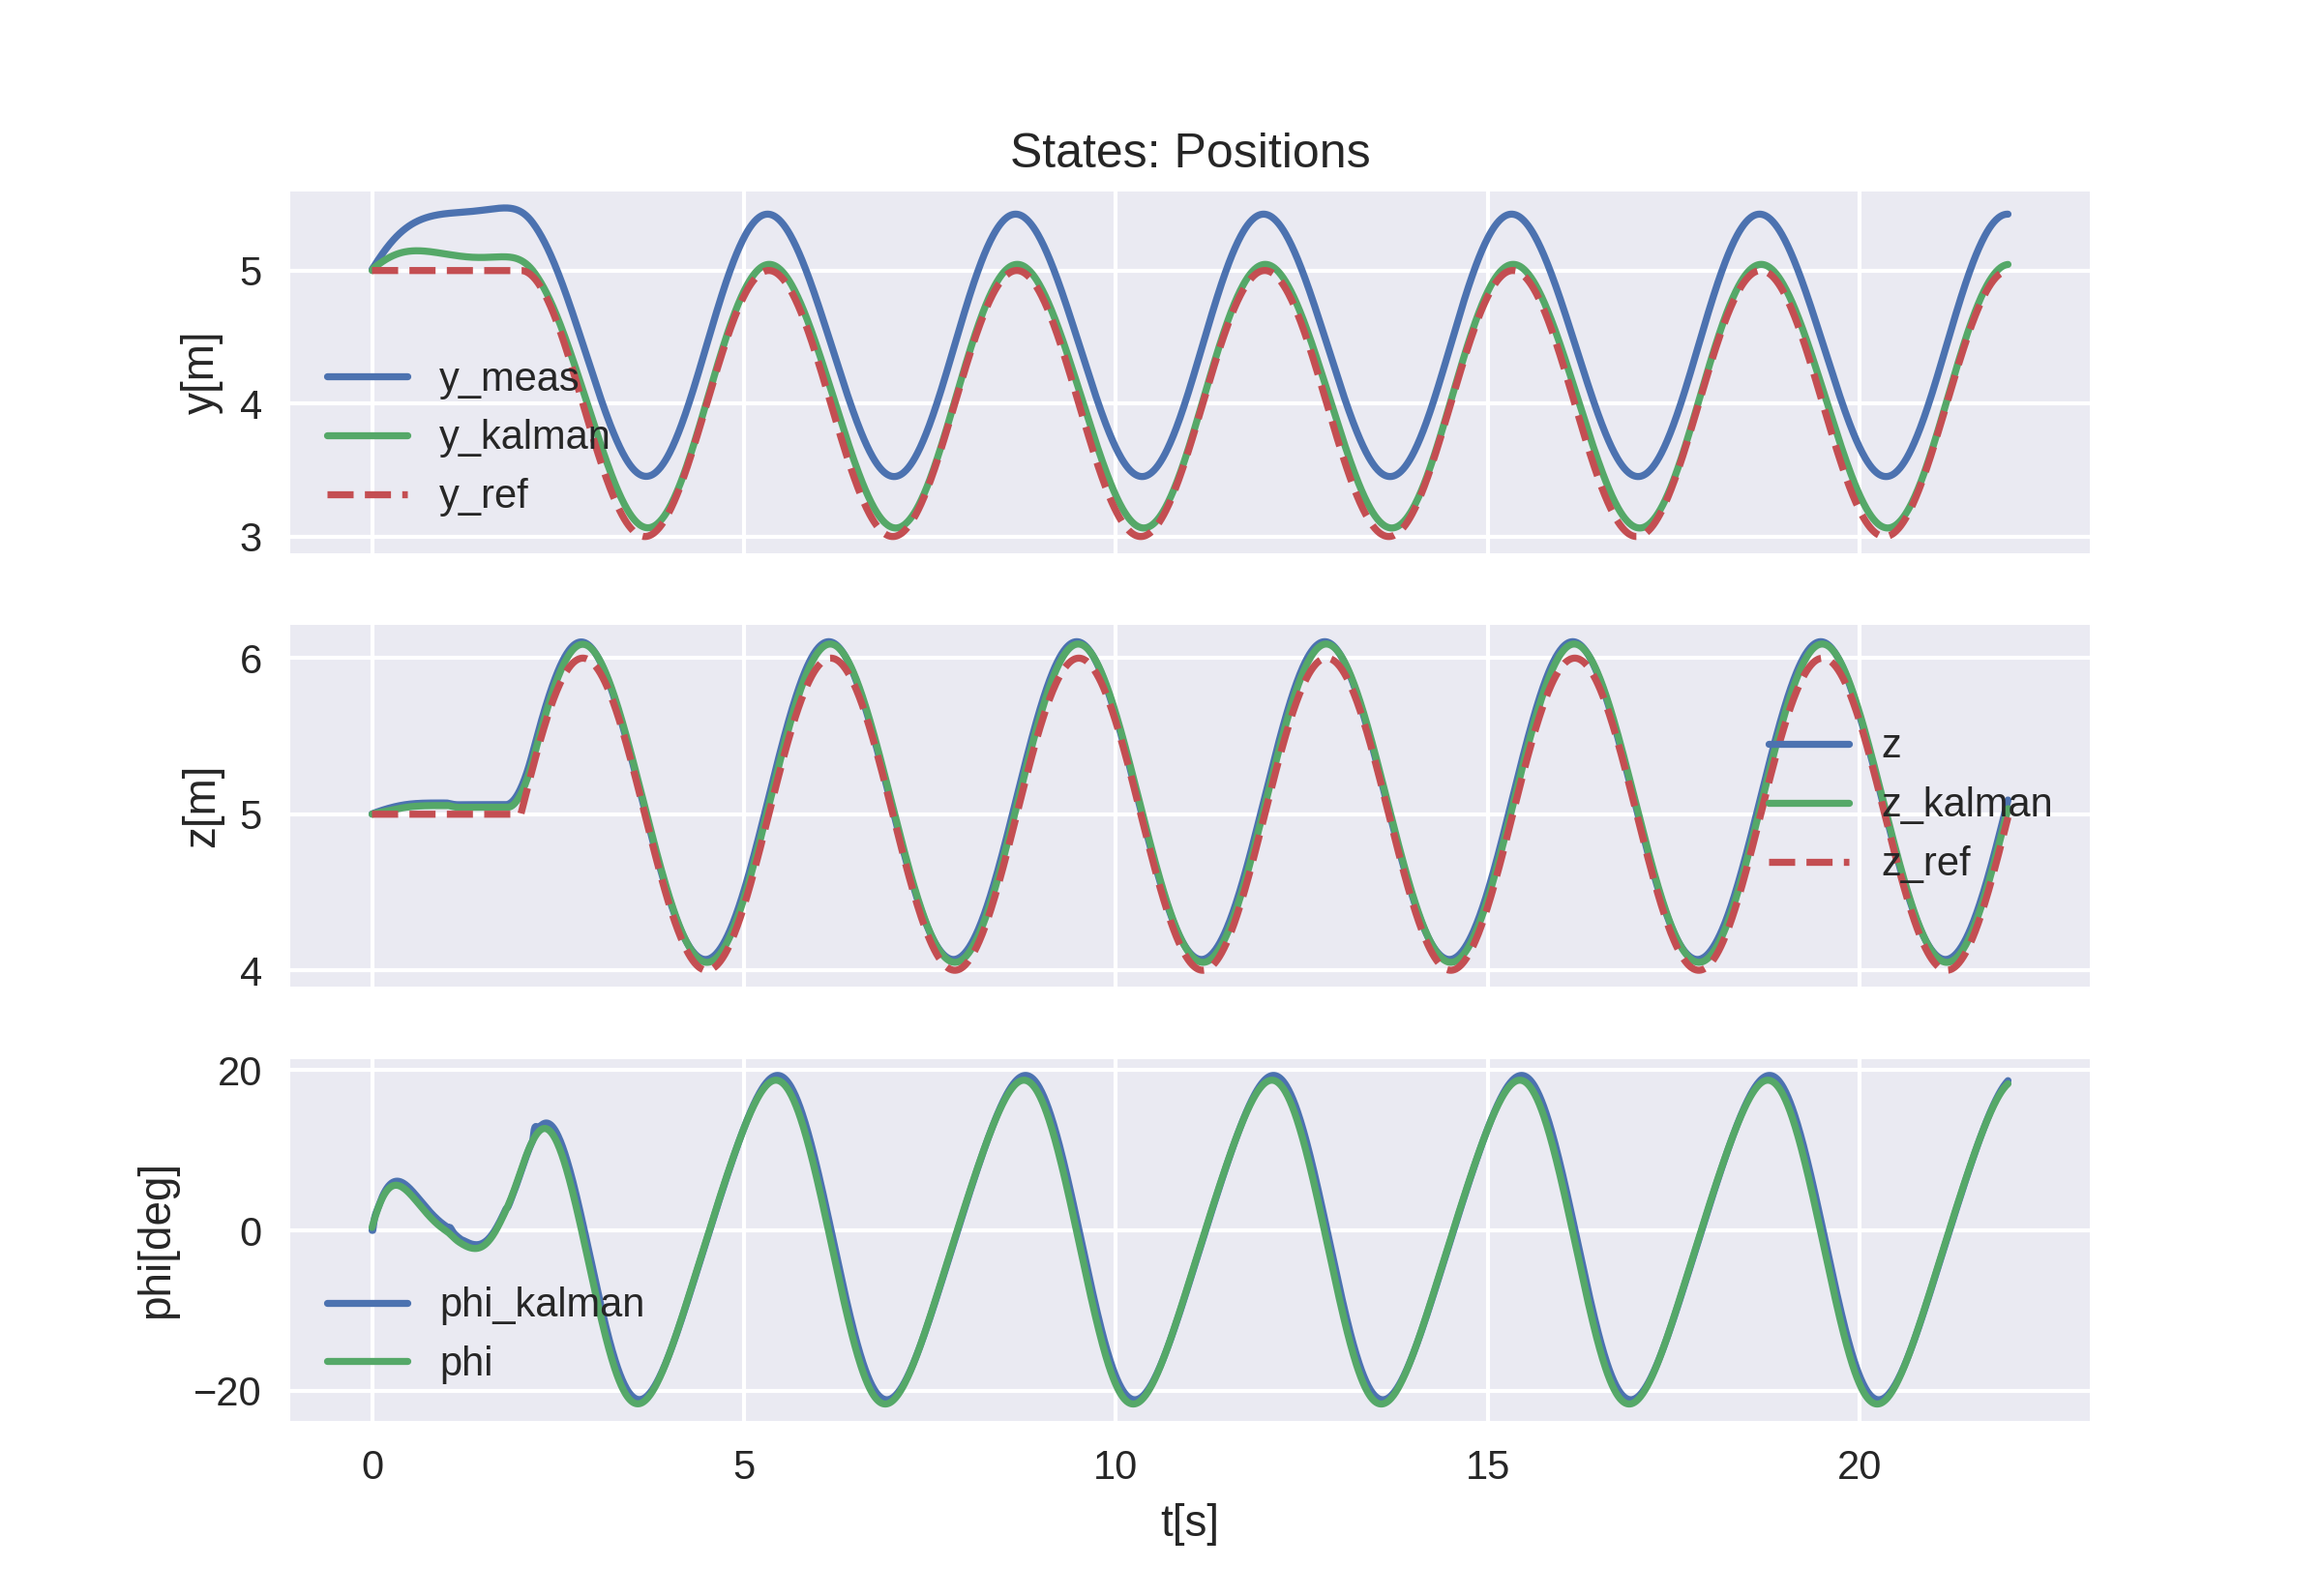 States: Positions
y[m]
5
4
3
y_meas
y_kalman
y_ref
z[m]
6
5
4
z
z_kalman
z_ref
phi[deg]
20
0
−20
phi_kalman
phi
0 5 10 15 20
t[s]